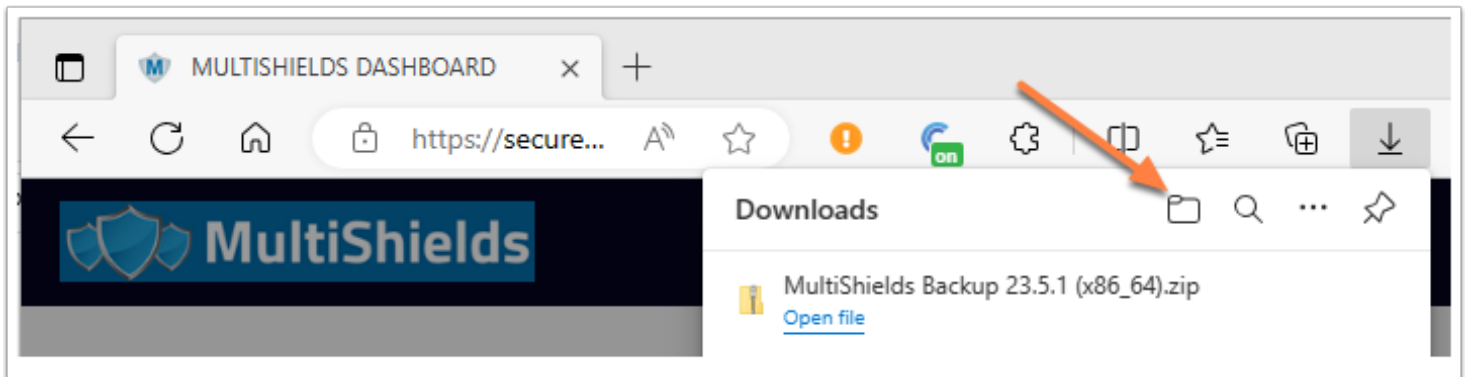 M MULTISHIELDS DASHBOARD
https://secure...
A
!
on
Downloads
MultiShields
MultiShields Backup 23.5.1 (x86_64).zip
Open file